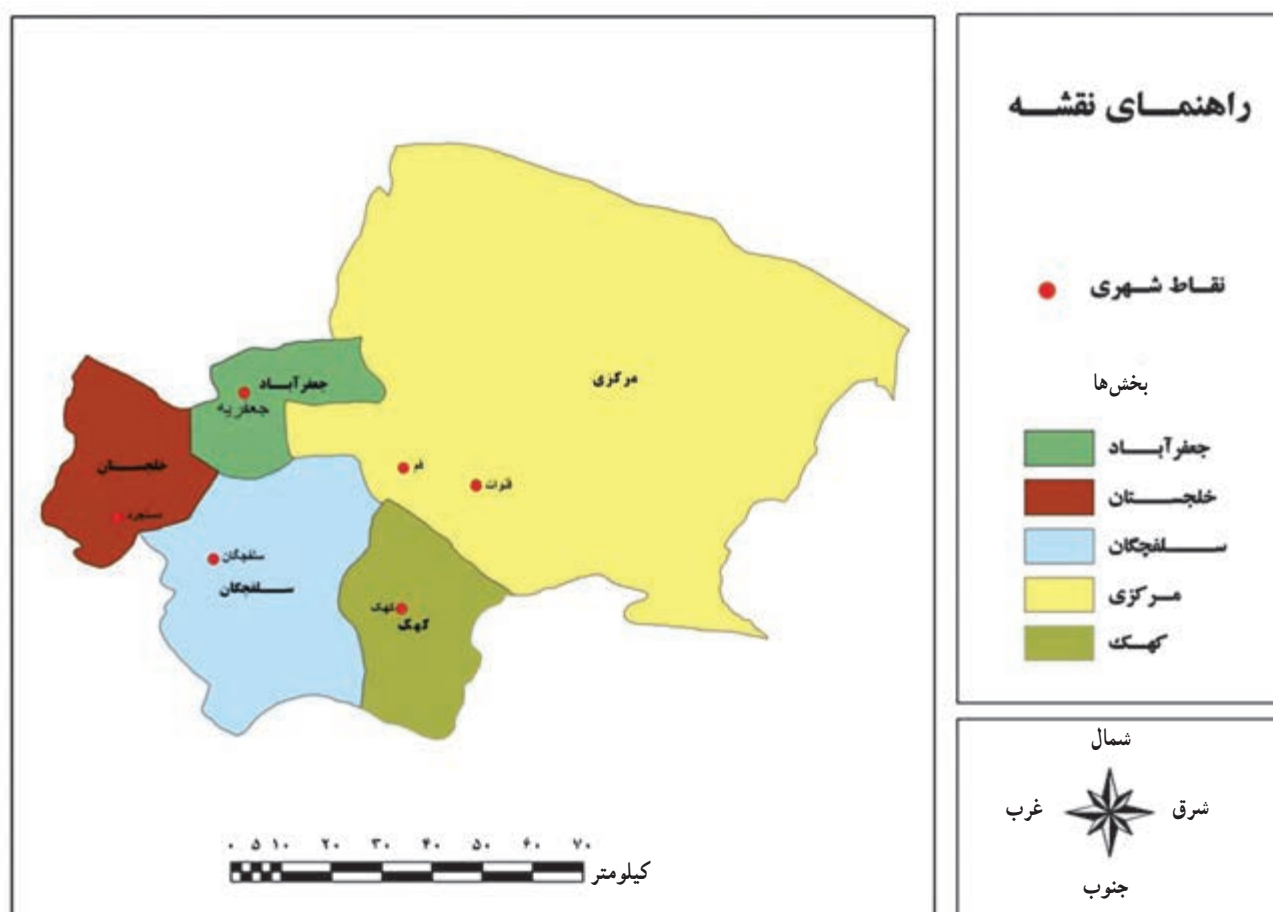 راهنمای نقشه
نقاط شهری
بخش‌ها
جعفرآباد
خلجستان
سلفچگان
مرکزی
کهک
شمال
شرق
غرب
جنوب
مرکزی
جعفرآباد
جعفریه
خلجستان
دستجرد
قم
قنوات
سلفچگان
سلفچگان
کهک
کهک
۰ ۵ ۱۰ ۲۰ ۳۰ ۴۰ ۵۰ ۶۰ ۷۰
کیلومتر